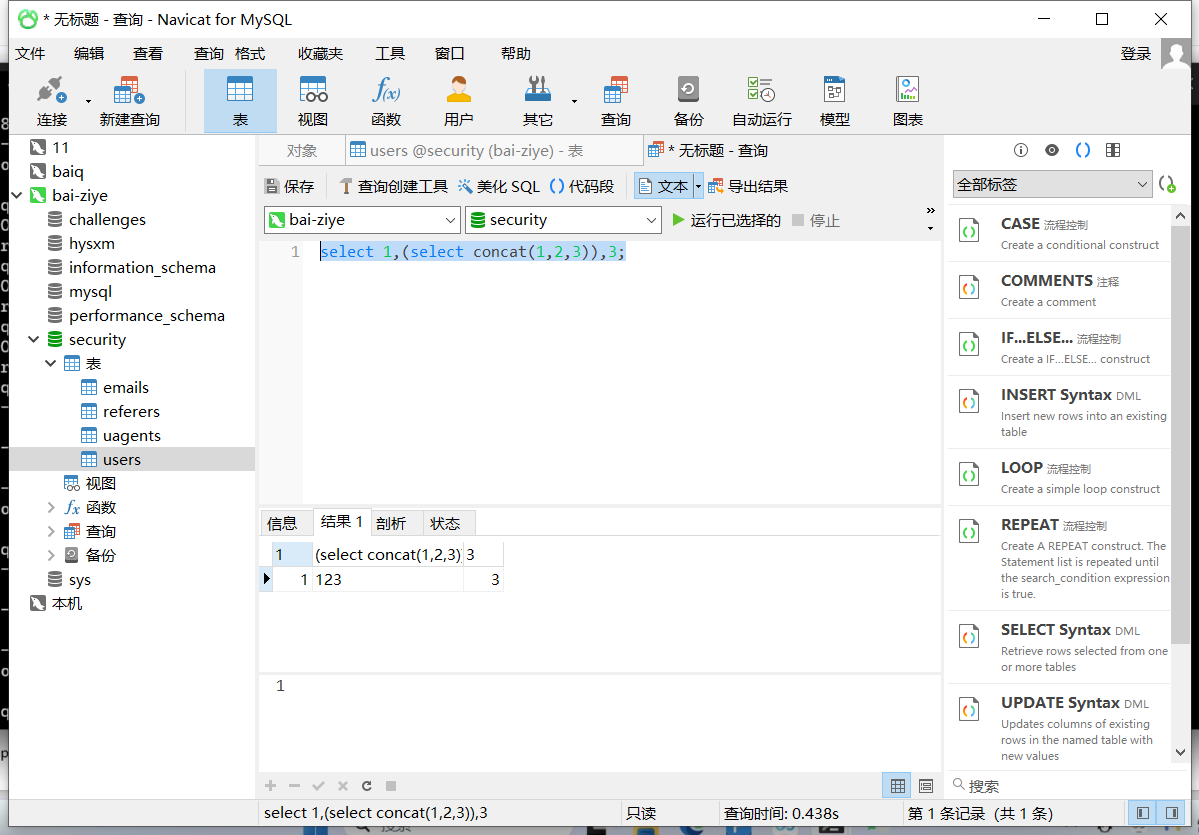 * 无标题 - 查询 - Navicat for MySQL
文件 编辑 查看 查询 格式 收藏夹 工具 窗口 帮助 登录
连接 新建查询 表 视图 函数 用户 其它 查询 备份 自动运行 模型 图表
11
baiq
bai-ziye
challenges
hysxm
information_schema
mysql
performance_schema
security
表
emails
referers
uagents
users
视图
函数
查询
备份
sys
本机
对象 users @security (bai-ziye) - 表 * 无标题 - 查询
保存 查询创建工具 美化 SQL () 代码段 文本 导出结果
bai-ziye security 运行已选择的 停止
1 select 1,(select concat(1,2,3)),3;
信息 结果 1 剖析 状态
1 (select concat(1,2,3) 3
1 123 3
1
全部标签
CASE 流程控制
Create a conditional construct
COMMENTS 注释
Create a comment
IF...ELSE... 流程控制
Create a IF...ELSE... construct
INSERT Syntax DML
Insert new rows into an existing
table
LOOP 流程控制
Create a simple loop construct
REPEAT 流程控制
Create A REPEAT construct. The
Statement list is repeated until
the search_condition expression
is true.
SELECT Syntax DML
Retrieve rows selected from one
or more tables
UPDATE Syntax DML
Updates columns of existing
rows in the named table with
new values
搜索
select 1,(select concat(1,2,3)),3 只读 查询时间: 0.438s 第 1 条记录 (共 1 条)